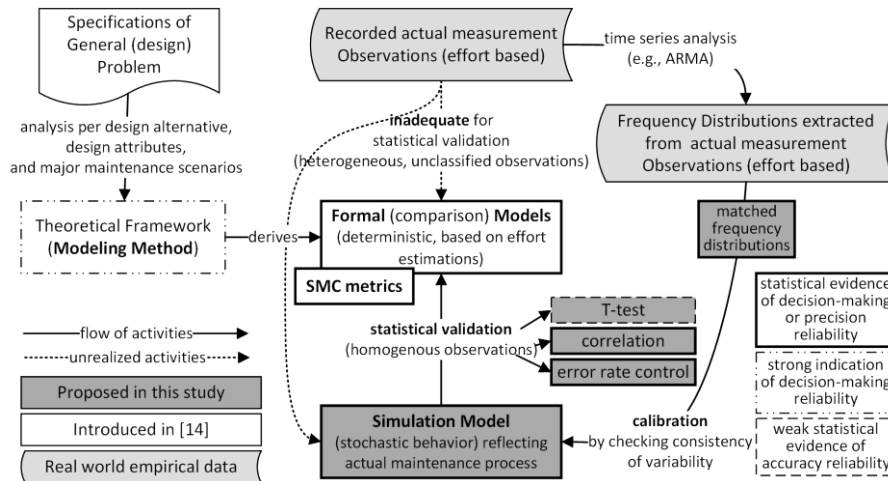 Specifications of
General (design)
Problem
Recorded actual measurement
Observations (effort based)
time series analysis
(e.g., ARMA)
analysis per design alternative,
design attributes,
and major maintenance scenarios
inadequate for
statistical validation
(heterogeneous, unclassified observations)
Frequency Distributions extracted
from actual measurement
Observations (effort based)
Theoretical Framework
(Modeling Method)
derives
Formal (comparison) Models
(deterministic, based on effort
estimations)
SMC metrics
matched
frequency
distributions
statistical validation
(homogenous observations)
T-test
correlation
error rate control
flow of activities
unrealized activities
Proposed in this study
Introduced in [14]
Real world empirical data
Simulation Model
(stochastic behavior) reflecting
actual maintenance process
calibration
by checking consistency
of variability
statistical evidence
of decision-making
or precision
reliability
strong indication
of decision-making
reliability
weak statistical
evidence of
accuracy reliability